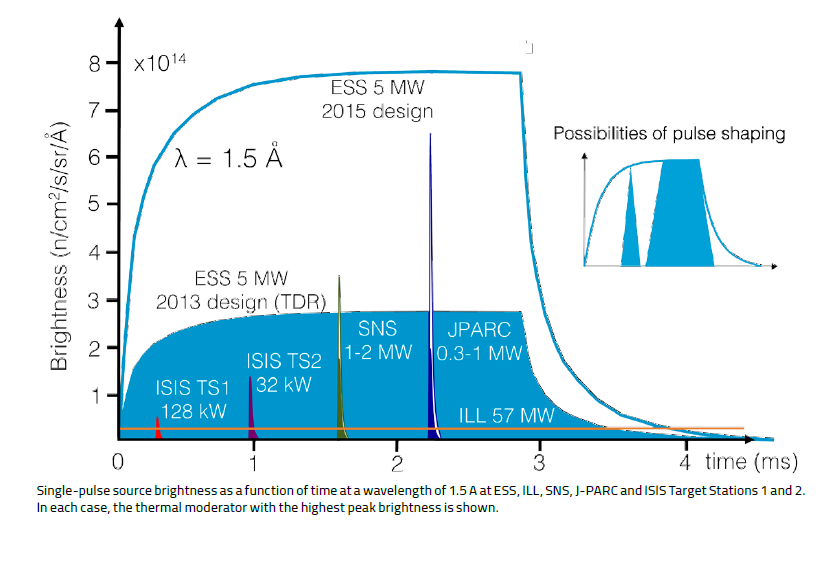 8
x10¹⁴
7
6
5
4
3
2
1
Brightness (n/cm²/s/sr/Å)
ESS 5 MW
2015 design
λ = 1.5 Å
Possibilities of pulse shaping
ESS 5 MW
2013 design (TDR)
SNS
1-2 MW
JPARC
0.3-1 MW
ISIS TS2
32 kW
ISIS TS1
128 kW
ILL 57 MW
0
1
2
3
4
time (ms)
Single-pulse source brightness as a function of time at a wavelength of 1.5 A at ESS, ILL, SNS, J-PARC and ISIS Target Stations 1 and 2.
In each case, the thermal moderator with the highest peak brightness is shown.